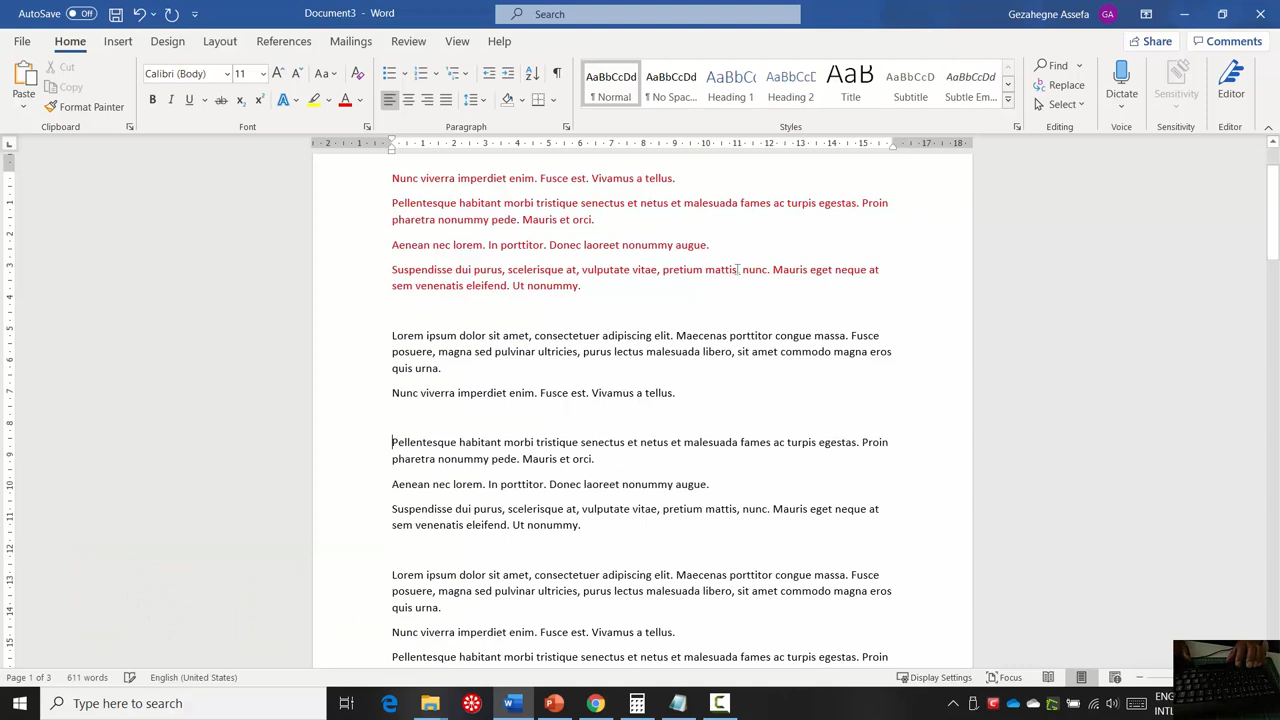 AutoSave Off Document3 - Word Search Gezahegne Assefa GA
File Home Insert Draw Design Layout References Mailings Review View Help Share Comments
Cut
Copy
Format Painter
Paste
Calibri (Body) 11
Clipboard Font Paragraph Styles Editing Voice Sensitivity Editor
AaBbCcDd AaBbCcDd AaBbCc AaBbCcC AaB AaBbCcD AaBbCcDd
¶ Normal ¶ No Spac... Heading 1 Heading 2 Title Subtitle Subtle Em...
Find
Replace
Select
Dictate Sensitivity Editor
Nunc viverra imperdiet enim. Fusce est. Vivamus a tellus.
Pellentesque habitant morbi tristique senectus et netus et malesuada fames ac turpis egestas. Proin
pharetra nonummy pede. Mauris et orci.
Aenean nec lorem. In porttitor. Donec laoreet nonummy augue.
Suspendisse dui purus, scelerisque at, vulputate vitae, pretium mattis, nunc. Mauris eget neque at
sem venenatis eleifend. Ut nonummy.
Lorem ipsum dolor sit amet, consectetuer adipiscing elit. Maecenas porttitor congue massa. Fusce
posuere, magna sed pulvinar ultricies, purus lectus malesuada libero, sit amet commodo magna eros
quis urna.
Nunc viverra imperdiet enim. Fusce est. Vivamus a tellus.
Pellentesque habitant morbi tristique senectus et netus et malesuada fames ac turpis egestas. Proin
pharetra nonummy pede. Mauris et orci.
Aenean nec lorem. In porttitor. Donec laoreet nonummy augue.
Suspendisse dui purus, scelerisque at, vulputate vitae, pretium mattis, nunc. Mauris eget neque at
sem venenatis eleifend. Ut nonummy.
Lorem ipsum dolor sit amet, consectetuer adipiscing elit. Maecenas porttitor congue massa. Fusce
posuere, magna sed pulvinar ultricies, purus lectus malesuada libero, sit amet commodo magna eros
quis urna.
Nunc viverra imperdiet enim. Fusce est. Vivamus a tellus.
Pellentesque habitant morbi tristique senectus et netus et malesuada fames ac turpis egestas. Proin
Page 1 of 3 611 words English (United States) Display Settings Focus
Type here to search ENG
INTL